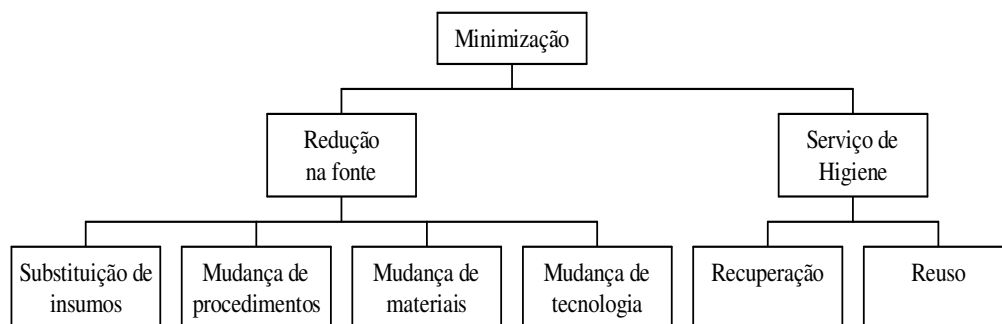 Minimização
Redução
na fonte
Serviço de
Higiene
Substituição de
insumos
Mudança de
procedimentos
Mudança de
materiais
Mudança de
tecnologia
Recuperação
Reuso